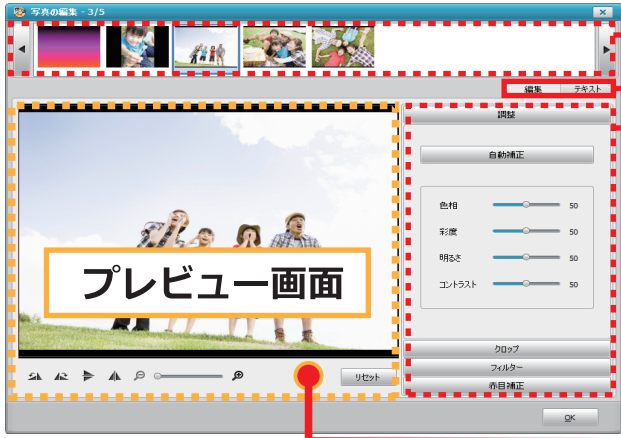 写真の編集 - 3/5
編集
テキスト
調整
自動補正
色相 50
彩度 50
明るさ 50
コントラスト 50
プレビュー画面
クロップ
フィルター
赤目補正
リセット
OK